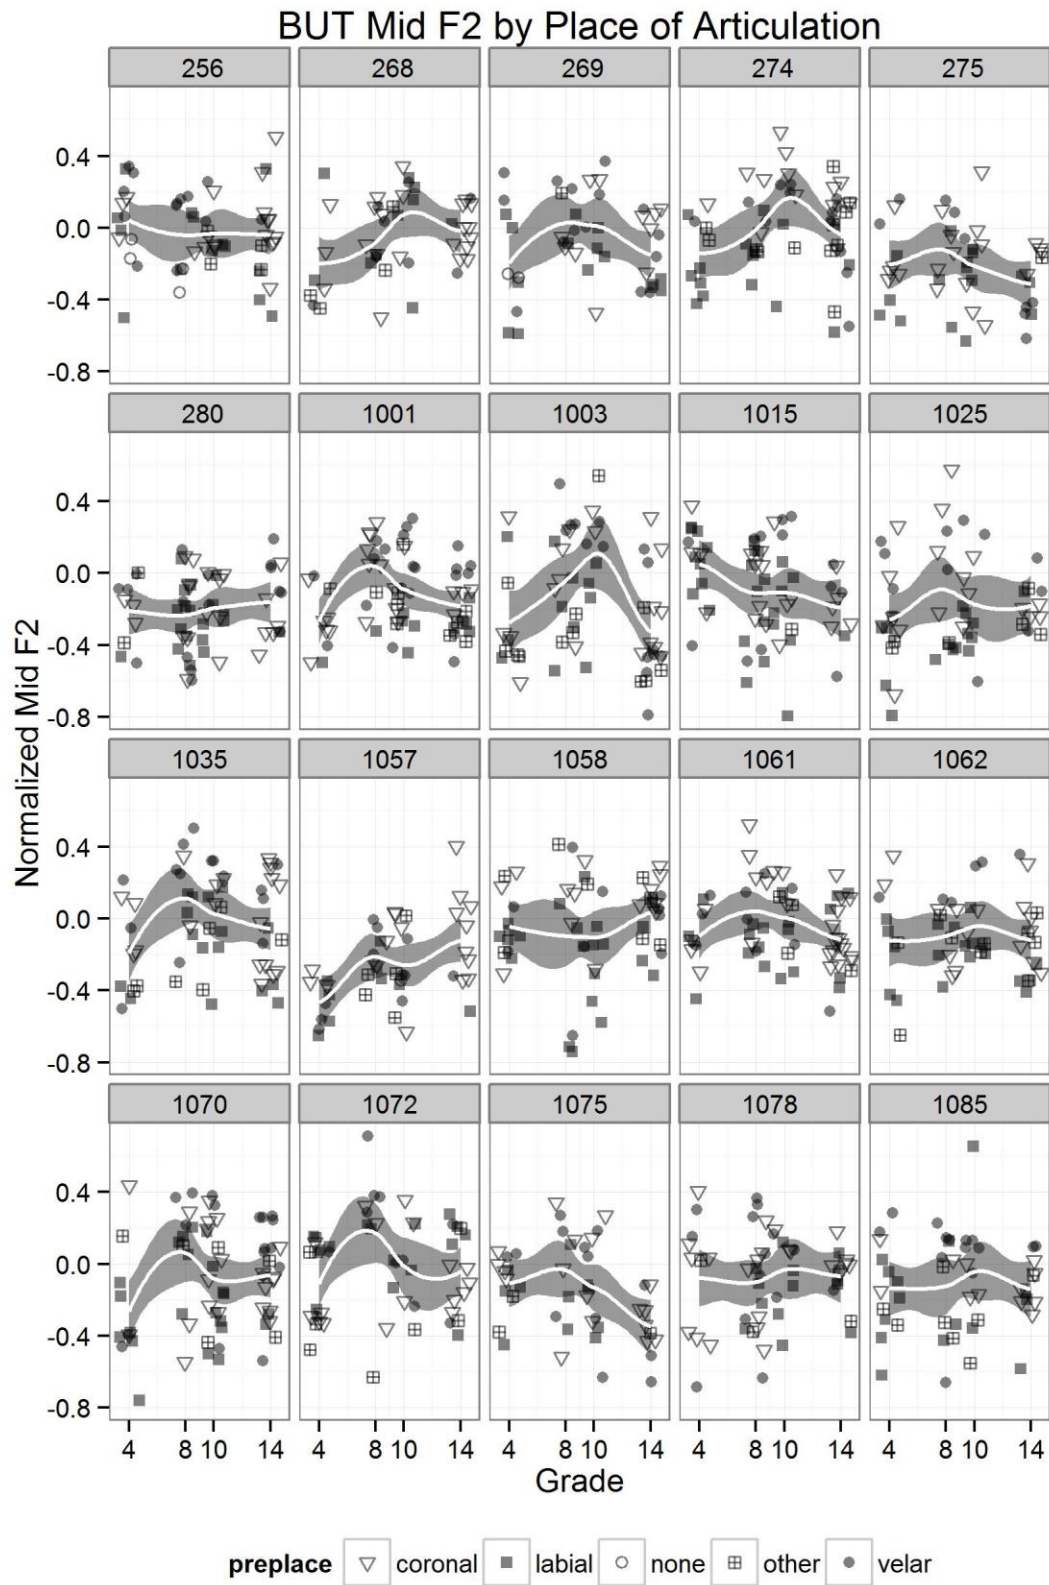 BUT Mid F2 by Place of Articulation
256 268 269 274 275
0.4
0.0
-0.4
-0.8
280 1001 1003 1015 1025
0.4
0.0
-0.4
-0.8
1035 1057 1058 1061 1062
0.4
0.0
-0.4
-0.8
1070 1072 1075 1078 1085
0.4
0.0
-0.4
-0.8
Normalized Mid F2
4 8 10 14 4 8 10 14 4 8 10 14 4 8 10 14 4 8 10 14
Grade
preplace coronal labial none other velar